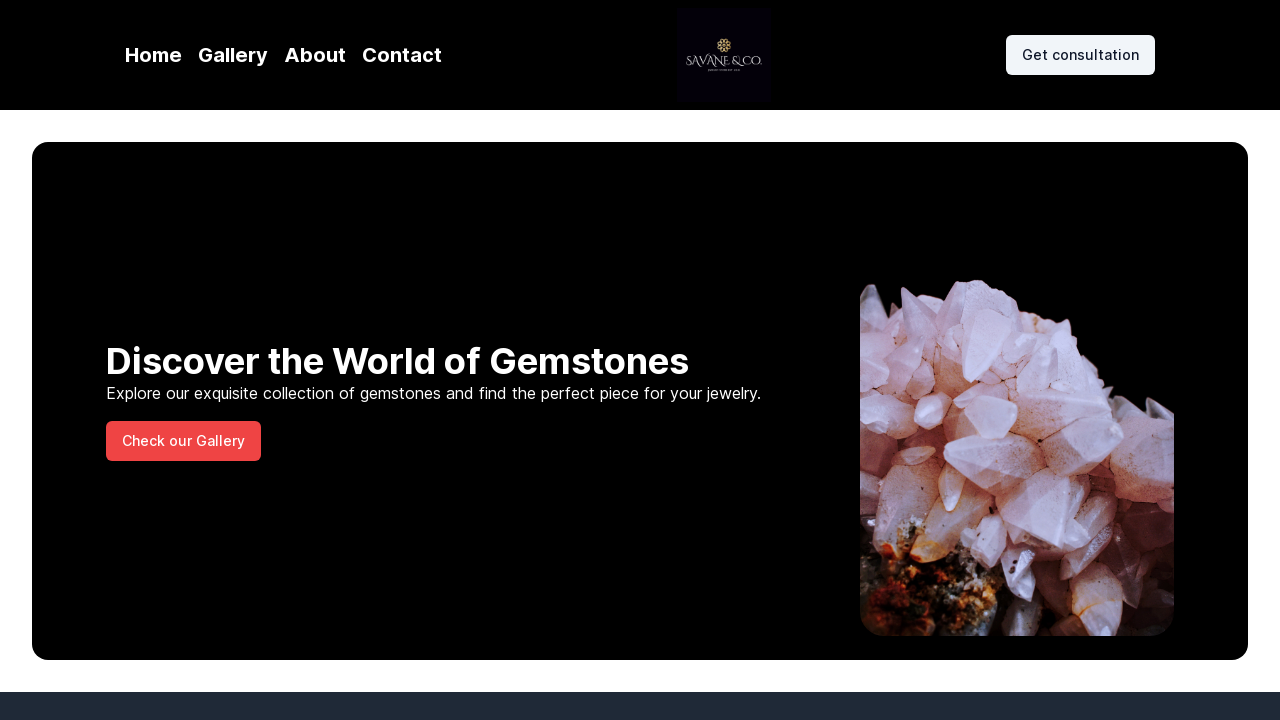 Home Gallery About Contact
SAVANE & CO.
Get consultation
Discover the World of Gemstones
Explore our exquisite collection of gemstones and find the perfect piece for your jewelry.
Check our Gallery